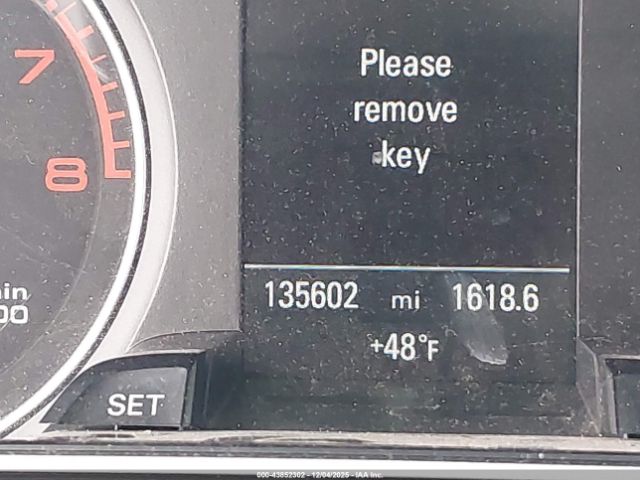 7
8
Please
remove
key
135602 mi 1618.6
+48°F
SET
000-43852302 - 12/04/2025 - IAA Inc.